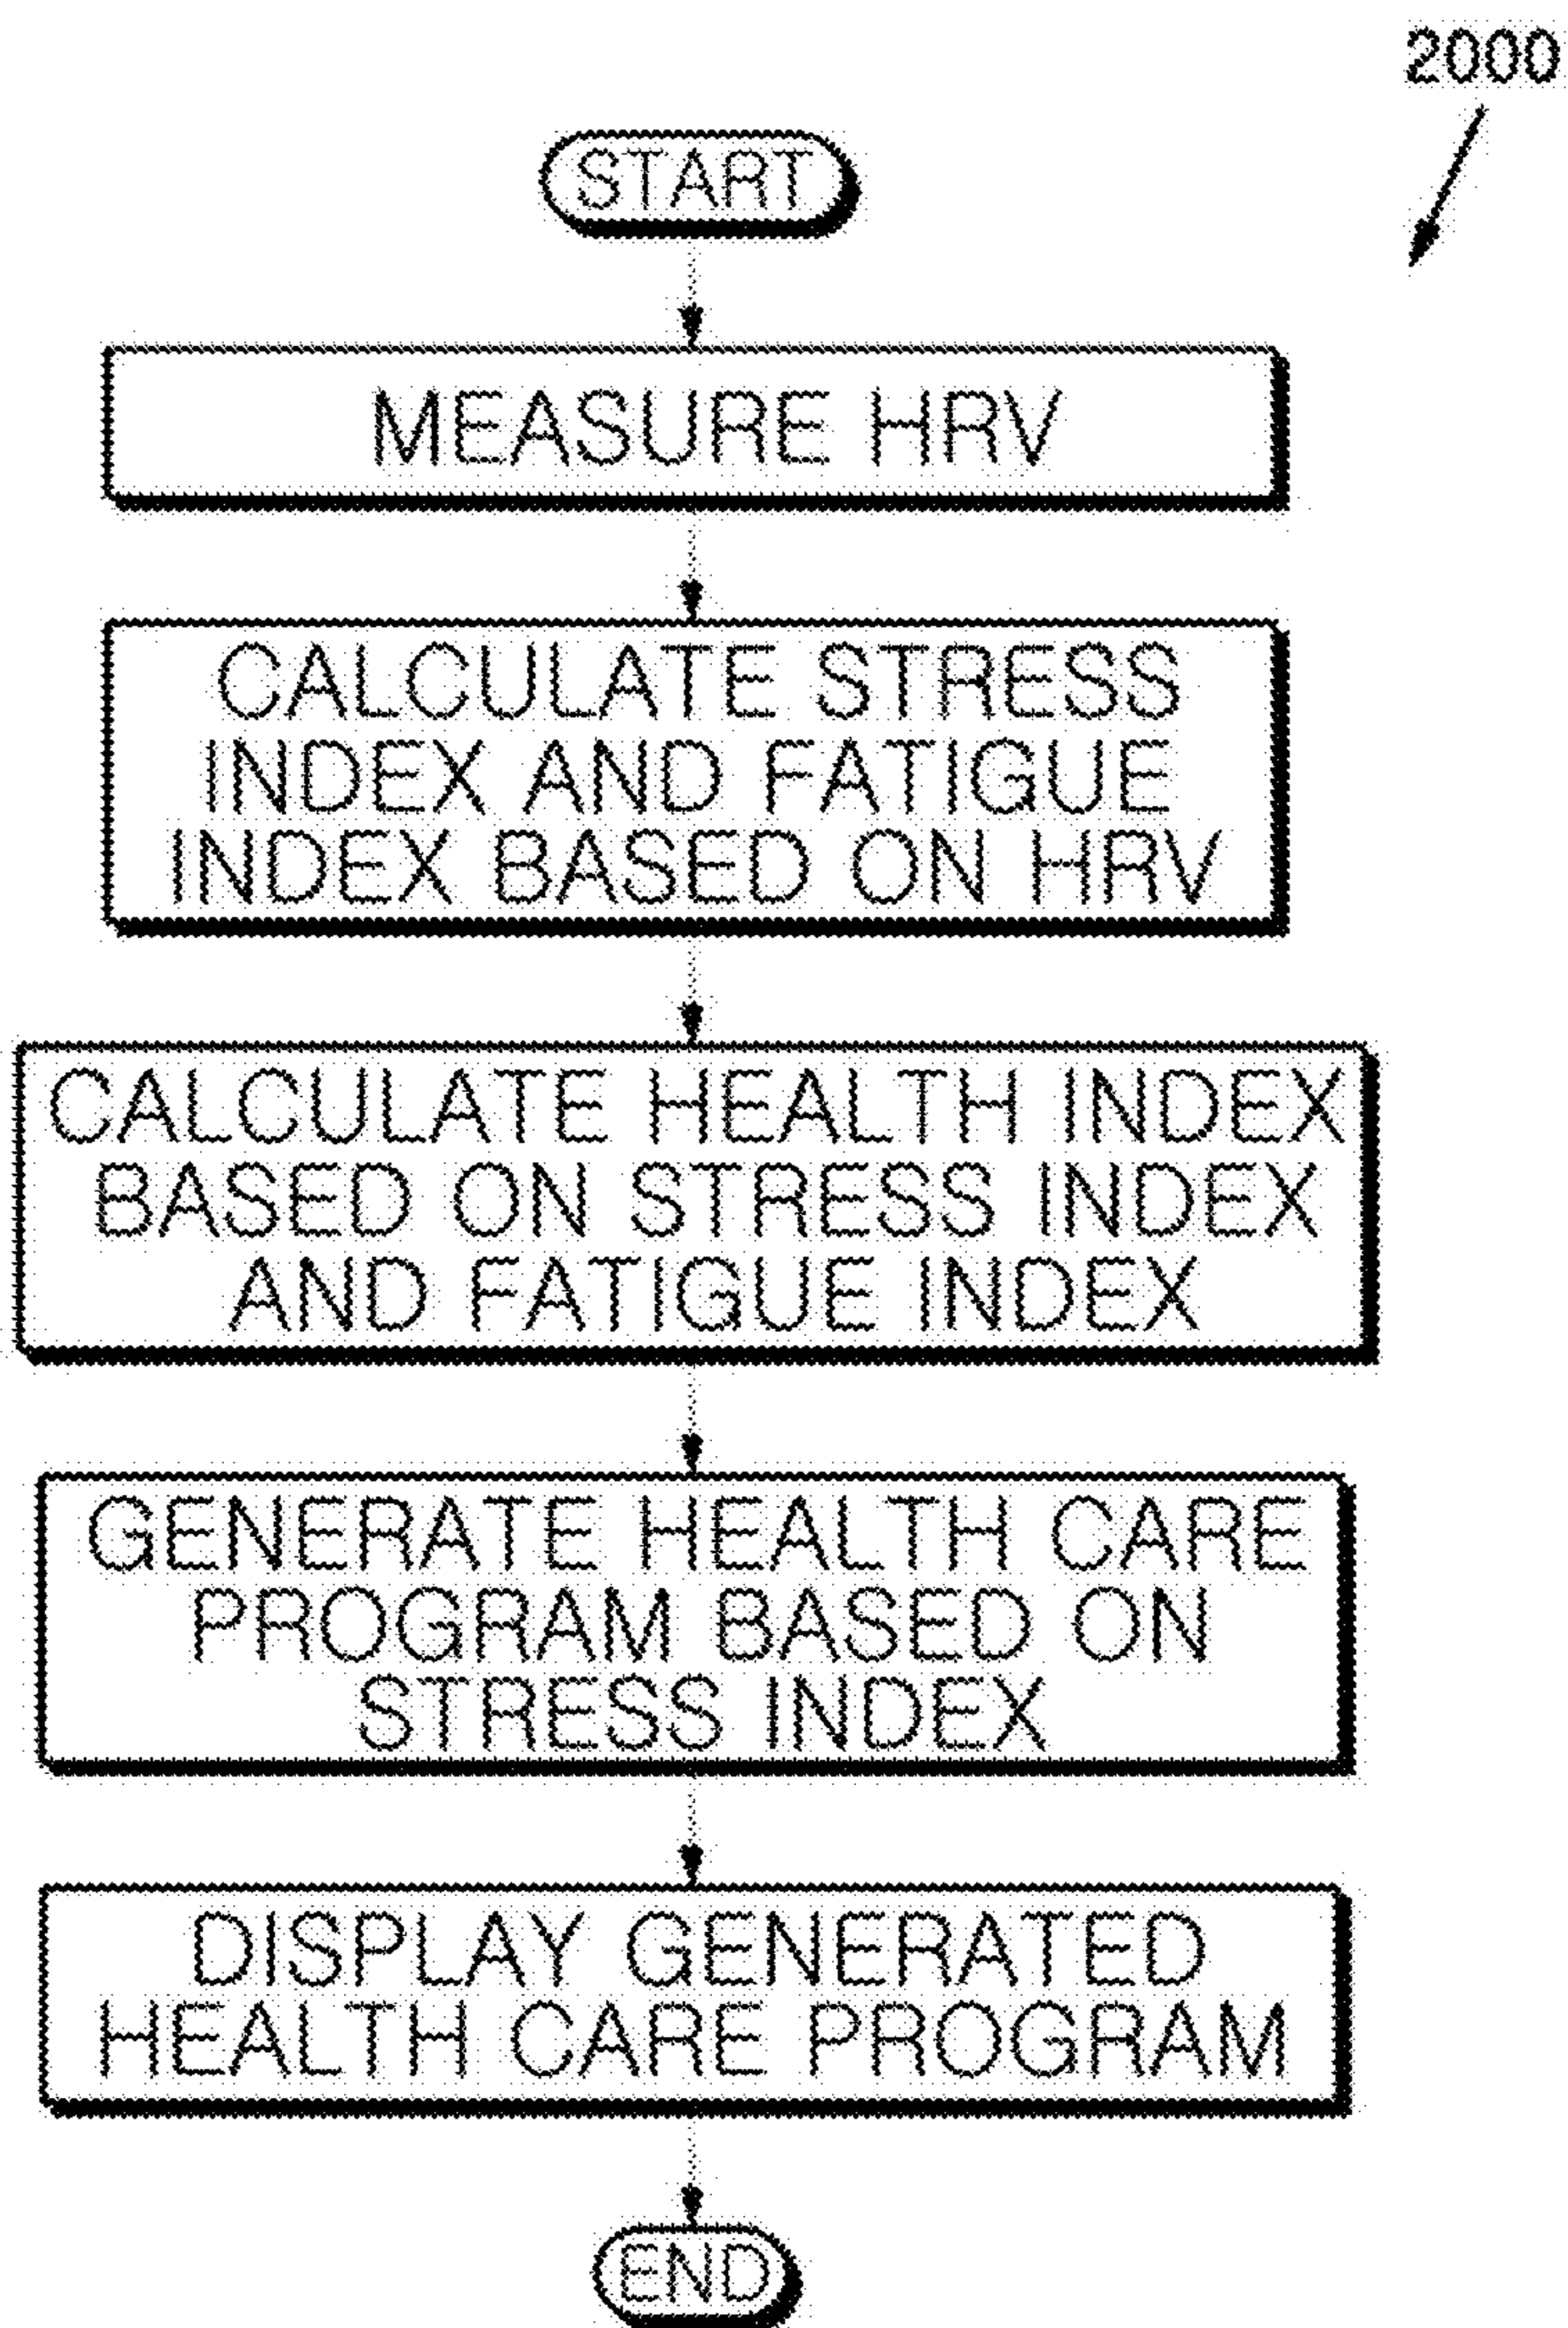 2000
START
MEASURE HRV
CALCULATE STRESS
INDEX AND FATIGUE
INDEX BASED ON HRV
CALCULATE HEALTH INDEX
BASED ON STRESS INDEX
AND FATIGUE INDEX
GENERATE HEALTH CARE
PROGRAM BASED ON
STRESS INDEX
DISPLAY GENERATED
HEALTH CARE PROGRAM
END